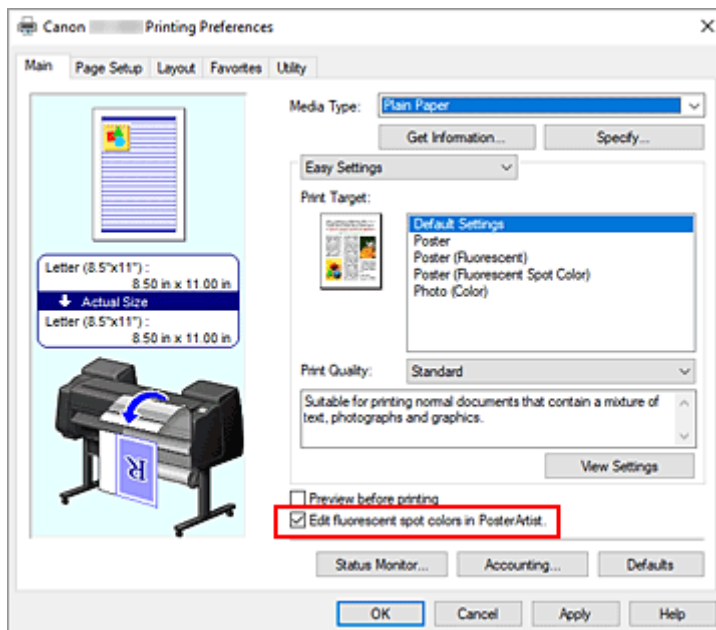 Canon Printing Preferences
Main Page Setup Layout Favorites Utility
Media Type: Plain Paper
Get Information... Specify...
Easy Settings
Print Target:
Default Settings
Poster
Poster (Fluorescent)
Poster (Fluorescent Spot Color)
Photo (Color)
Letter (8.5"x11") :
8.50 in x 11.00 in
Actual Size
Letter (8.5"x11") :
8.50 in x 11.00 in
R
Print Quality: Standard
Suitable for printing normal documents that contain a mixture of
text, photographs and graphics.
View Settings
Preview before printing
Edit fluorescent spot colors in PosterArtist.
Status Monitor... Accounting... Defaults
OK Cancel Apply Help